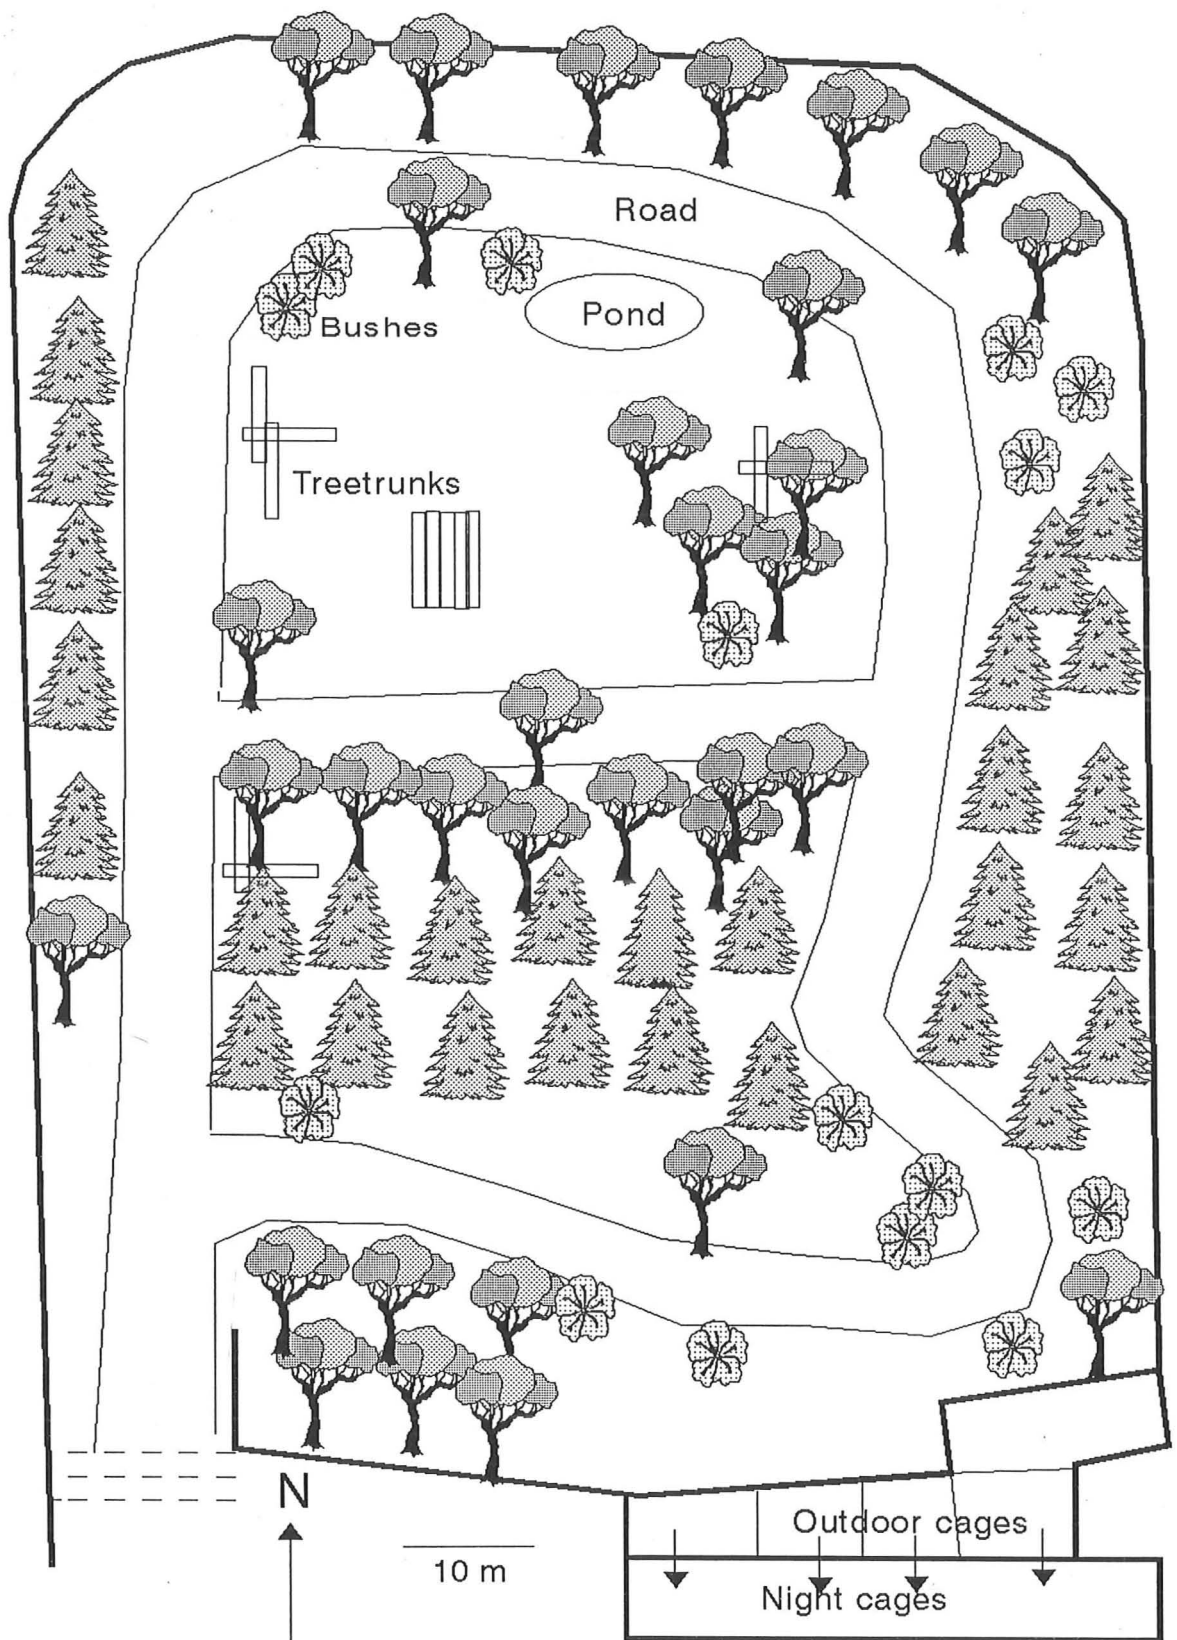 Road
Pond
Bushes
Treetrunks
N
10 m
Outdoor cages
Night cages